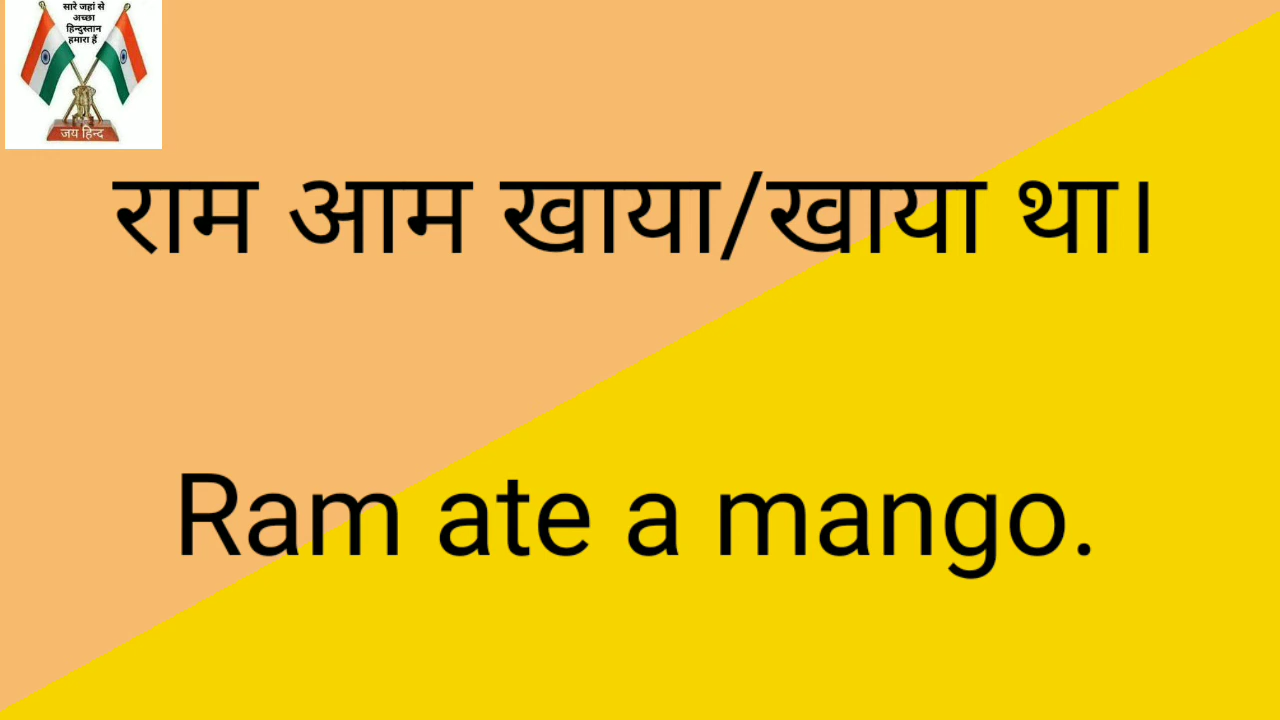 सारे जहां से
अच्छा
हिन्दुस्तान
हमारा हैं
जय हिन्द
राम आम खाया/खाया था।
Ram ate a mango.